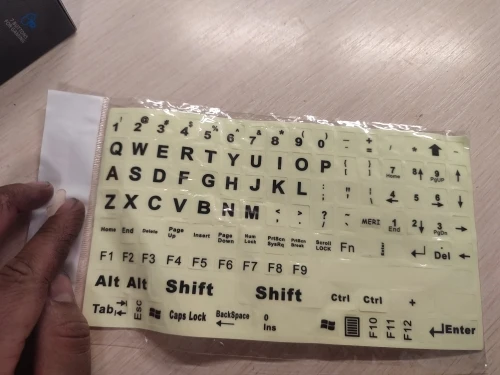 ! @ # $ % ^ & * ( ) _ +
1 2 3 4 5 6 7 8 9 0 - = / * ↑ -
Q W E R T Y U I O P { } [ ] 7 Home 8↑ 9 PgUP ↑
A S D F G H J K L : " | ; ' \ 4← 5 6→ ↓
Z X C V B N M < > ? , . / ~ MERI 1 End 2↓ 3 PgDn →
Home End Delete Page Up Insert Page Down Num Lock PrtScn SysRq PrtScn Break Scroll LOCK Fn ↵ Del ←
F1 F2 F3 F4 F5 F6 F7 F8 F9
Alt Alt Shift Shift Ctrl Ctrl +
Tab ESC Caps Lock BackSpace ← 0 Ins F10 F11 F12 ↵Enter